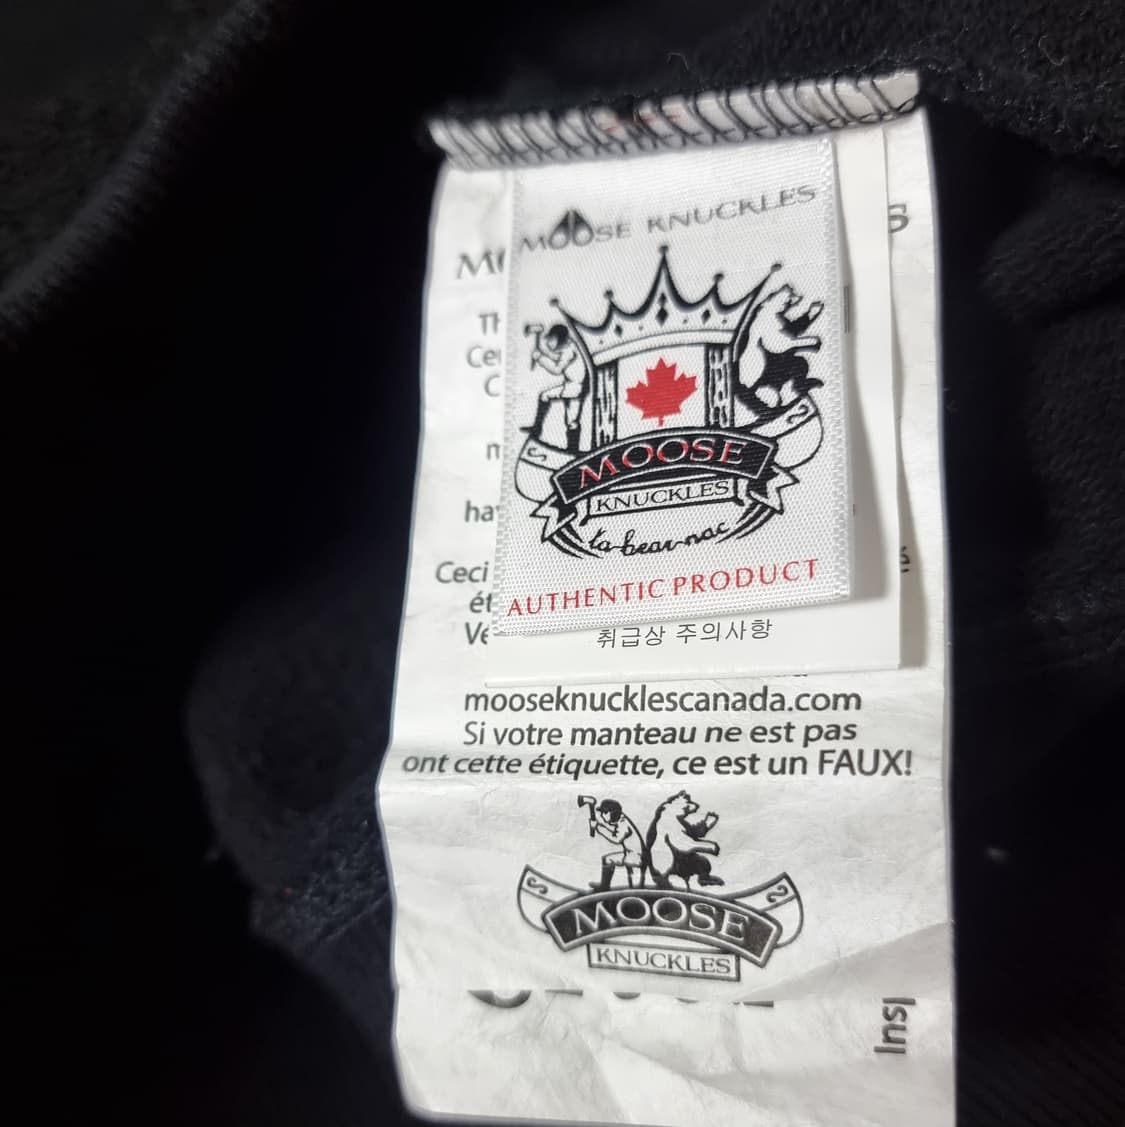 MOOSE KNUCKLES
MOOSE
KNUCKLES
ta-bear-nac
AUTHENTIC PRODUCT
취급상 주의사항
Ceci
mooseknucklescanada.com
Si votre manteau ne est pas
ont cette étiquette, ce est un FAUX!
MOOSE
KNUCKLES